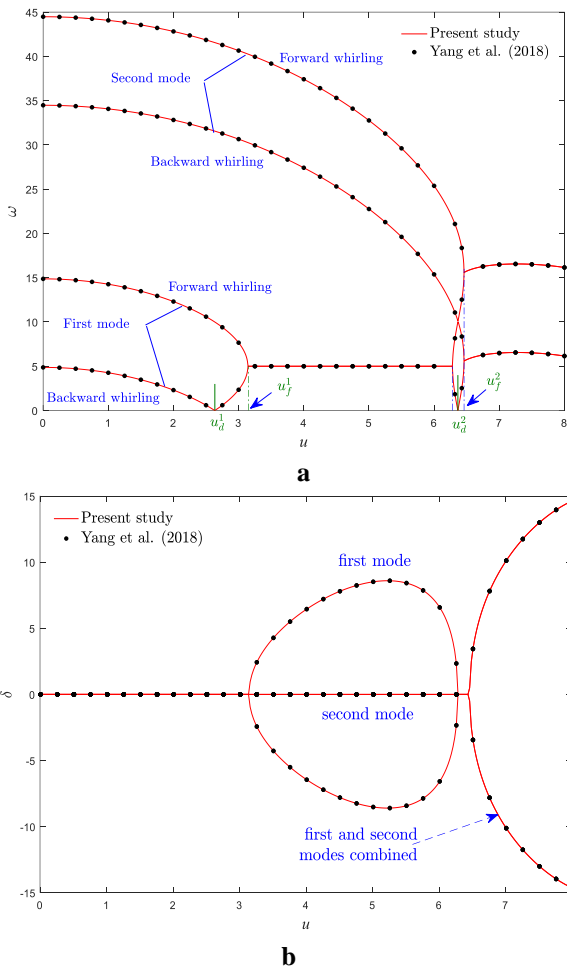 45
40
35
30
25
20
15
10
5
0
ω
Present study
Yang et al. (2018)
Forward whirling
Second mode
Backward whirling
Forward whirling
First mode
Backward whirling
u_f^1
u_f^2
u_d^1
u_d^2
0 1 2 3 4 5 6 7 8
u
a
15
10
5
0
-5
-10
-15
δ
Present study
Yang et al. (2018)
first mode
second mode
first and second
modes combined
0 1 2 3 4 5 6 7
u
b